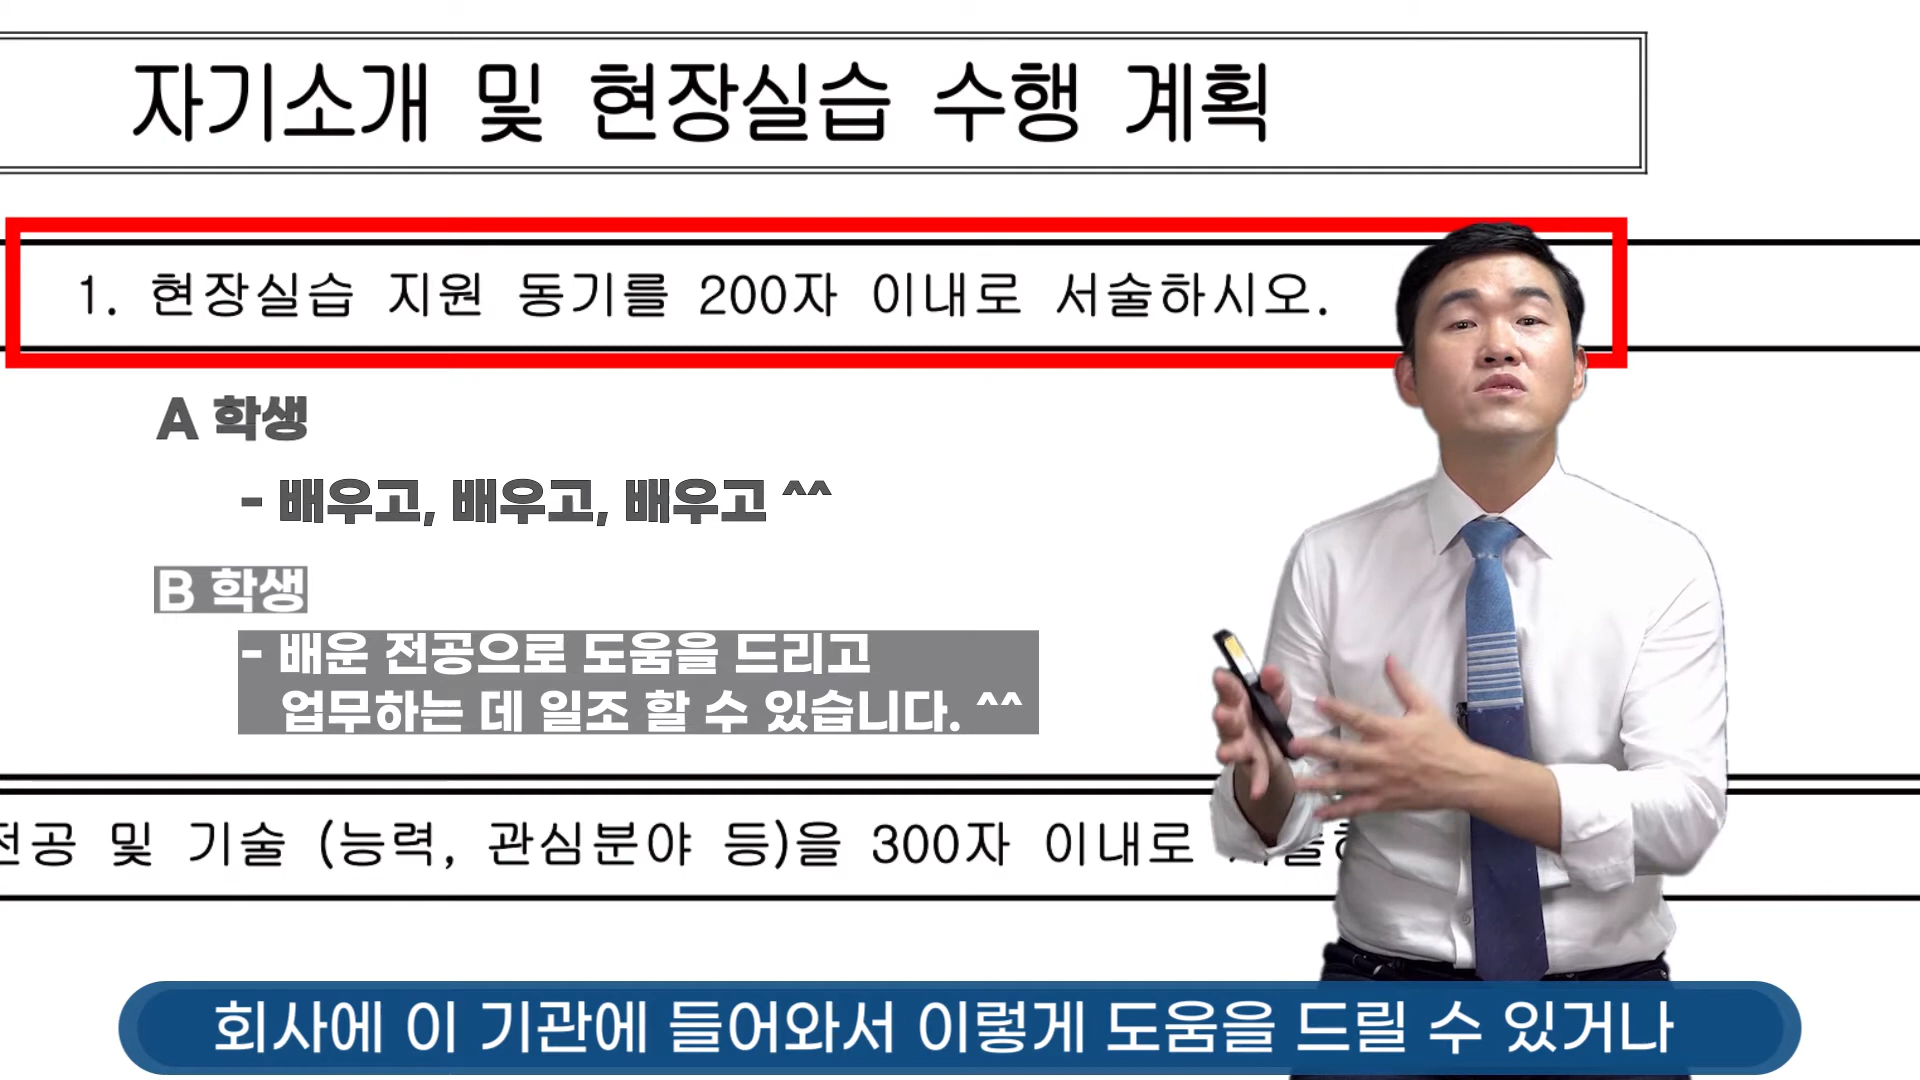 자기소개 및 현장실습 수행 계획
1. 현장실습 지원 동기를 200자 이내로 서술하시오.
A 학생
- 배우고, 배우고, 배우고 ^^
B 학생
- 배운 전공으로 도움을 드리고
업무하는 데 일조 할 수 있습니다. ^^
전공 및 기술 (능력, 관심분야 등)을 300자 이내로
회사에 이 기관에 들어와서 이렇게 도움을 드릴 수 있거나